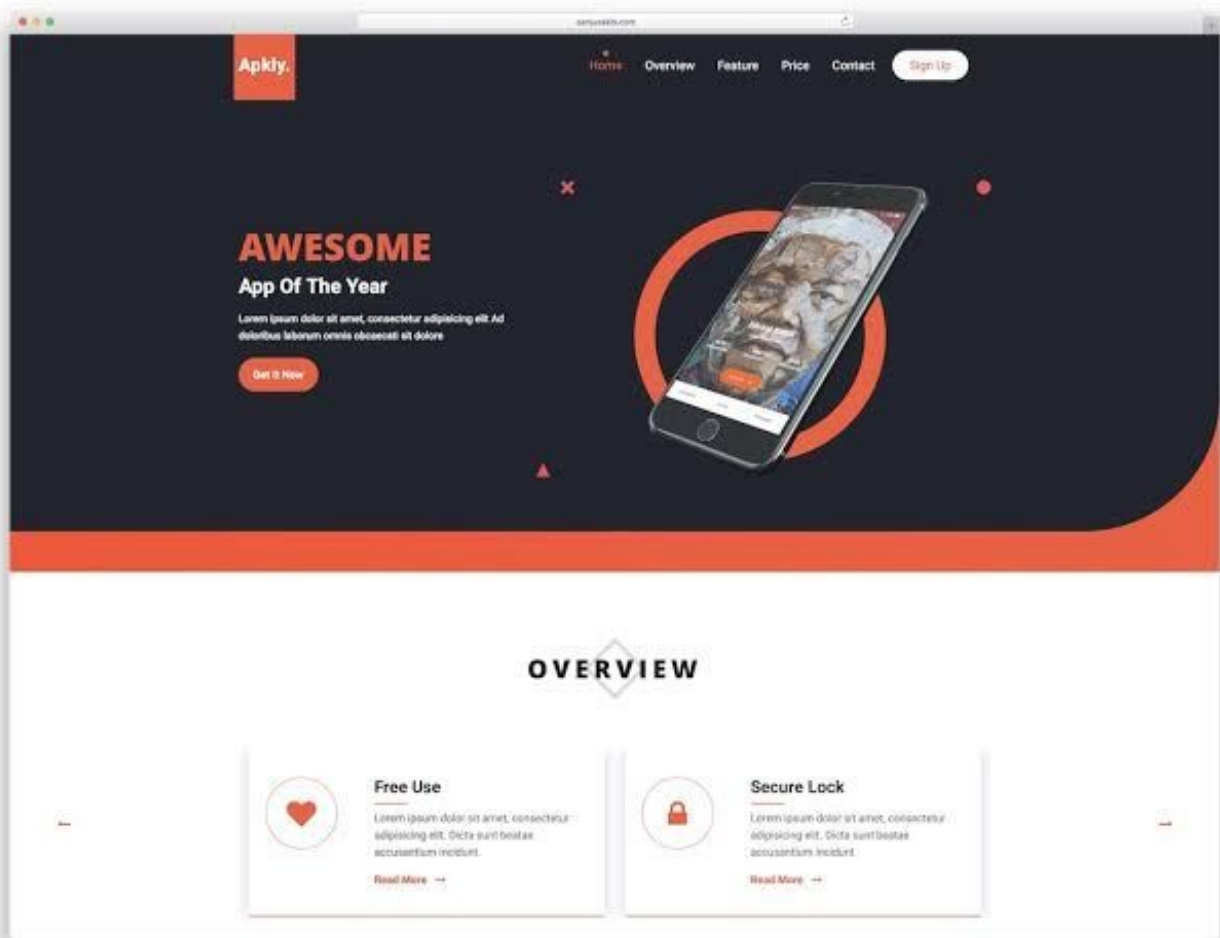 Apkly.
Home Overview Feature Price Contact Sign Up
AWESOME
App Of The Year
Lorem ipsum dolor sit amet, consectetur adipisicing elit Ad
doloribus laborum omnis obcaecati sit dolore
Get It Now
OVERVIEW
Free Use
Lorem ipsum dolor sit amet, consectetur
adipisicing elit. Dicta sunt beatae
accusantium incidunt
Read More →
Secure Lock
Lorem ipsum dolor sit amet, consectetur
adipisicing elit. Dicta sunt beatae
accusantium incidunt
Read More →